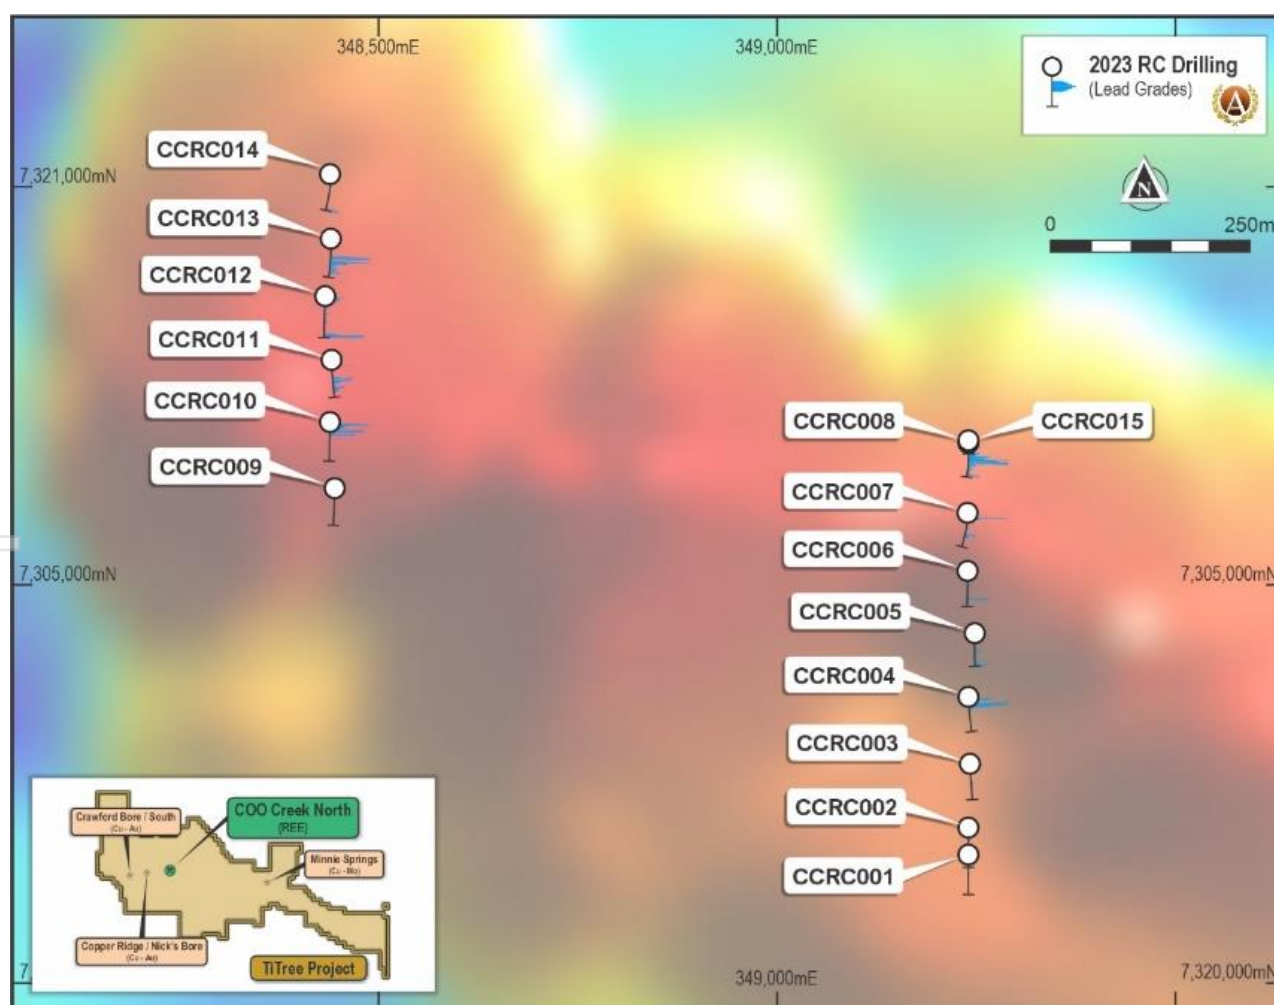 348,500mE
349,000mE
2023 RC Drilling
(Lead Grades)
A
N
0
250m
7,321,000mN
CCRC014
CCRC013
CCRC012
CCRC011
CCRC010
CCRC009
CCRC008
CCRC015
CCRC007
CCRC006
7,305,000mN
7,305,000mN
CCRC005
CCRC004
CCRC003
CCRC002
CCRC001
COO Creek North
(REE)
Crawford Bore / South
(Cu - Au)
Minnie Springs
(Cu - Mo)
Copper Ridge / Nick's Bore
(Cu - Au)
TiTree Project
349,000mE
7,320,000mN